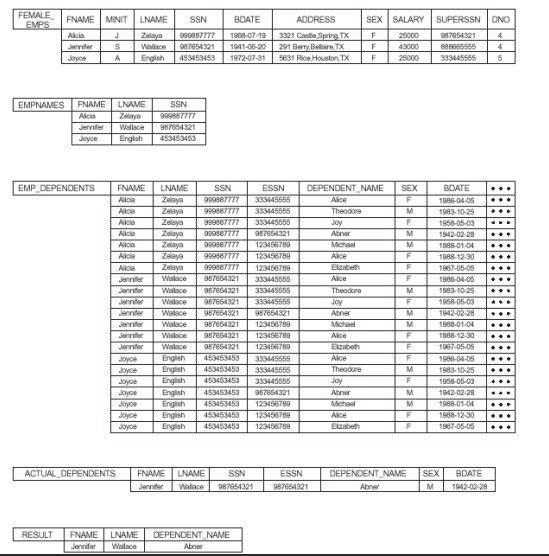 FEMALE_ EMPS FNAME MINIT LNAME SSN BDATE ADDRESS SEX SALARY SUPERSSN DNO
Alicia J Zelaya 999887777 1968-07-19 3321 Castle,Spring,TX F 25000 987654321 4
Jennifer S Wallace 987654321 1941-06-20 291 Berry,Bellaire,TX F 43000 888665555 4
Joyce A English 453453453 1972-07-31 5631 Rice,Houston,TX F 25000 333445555 5
EMPNAMES FNAME LNAME SSN
Alicia Zelaya 999887777
Jennifer Wallace 987654321
Joyce English 453453453
EMP_DEPENDENTS FNAME LNAME SSN ESSN DEPENDENT_NAME SEX BDATE • • •
Alicia Zelaya 999887777 333445555 Alice F 1986-04-05 • • •
Alicia Zelaya 999887777 333445555 Theodore M 1983-10-25 • • •
Alicia Zelaya 999887777 333445555 Joy F 1958-05-03 • • •
Alicia Zelaya 999887777 987654321 Abner M 1942-02-28 • • •
Alicia Zelaya 999887777 123456789 Michael M 1988-01-04 • • •
Alicia Zelaya 999887777 123456789 Alice F 1988-12-30 • • •
Alicia Zelaya 999887777 123456789 Elizabeth F 1967-05-05 • • •
Jennifer Wallace 987654321 333445555 Alice F 1986-04-05 • • •
Jennifer Wallace 987654321 333445555 Theodore M 1983-10-25 • • •
Jennifer Wallace 987654321 333445555 Joy F 1958-05-03 • • •
Jennifer Wallace 987654321 987654321 Abner M 1942-02-28 • • •
Jennifer Wallace 987654321 123456789 Michael M 1988-01-04 • • •
Jennifer Wallace 987654321 123456789 Alice F 1988-12-30 • • •
Jennifer Wallace 987654321 123456789 Elizabeth F 1967-05-05 • • •
Joyce English 453453453 333445555 Alice F 1986-04-05 • • •
Joyce English 453453453 333445555 Theodore M 1983-10-25 • • •
Joyce English 453453453 333445555 Joy F 1958-05-03 • • •
Joyce English 453453453 987654321 Abner M 1942-02-28 • • •
Joyce English 453453453 123456789 Michael M 1988-01-04 • • •
Joyce English 453453453 123456789 Alice F 1988-12-30 • • •
Joyce English 453453453 123456789 Elizabeth F 1967-05-05 • • •
ACTUAL_DEPENDENTS FNAME LNAME SSN ESSN DEPENDENT_NAME SEX BDATE
Jennifer Wallace 987654321 987654321 Abner M 1942-02-28
RESULT FNAME LNAME DEPENDENT_NAME
Jennifer Wallace Abner